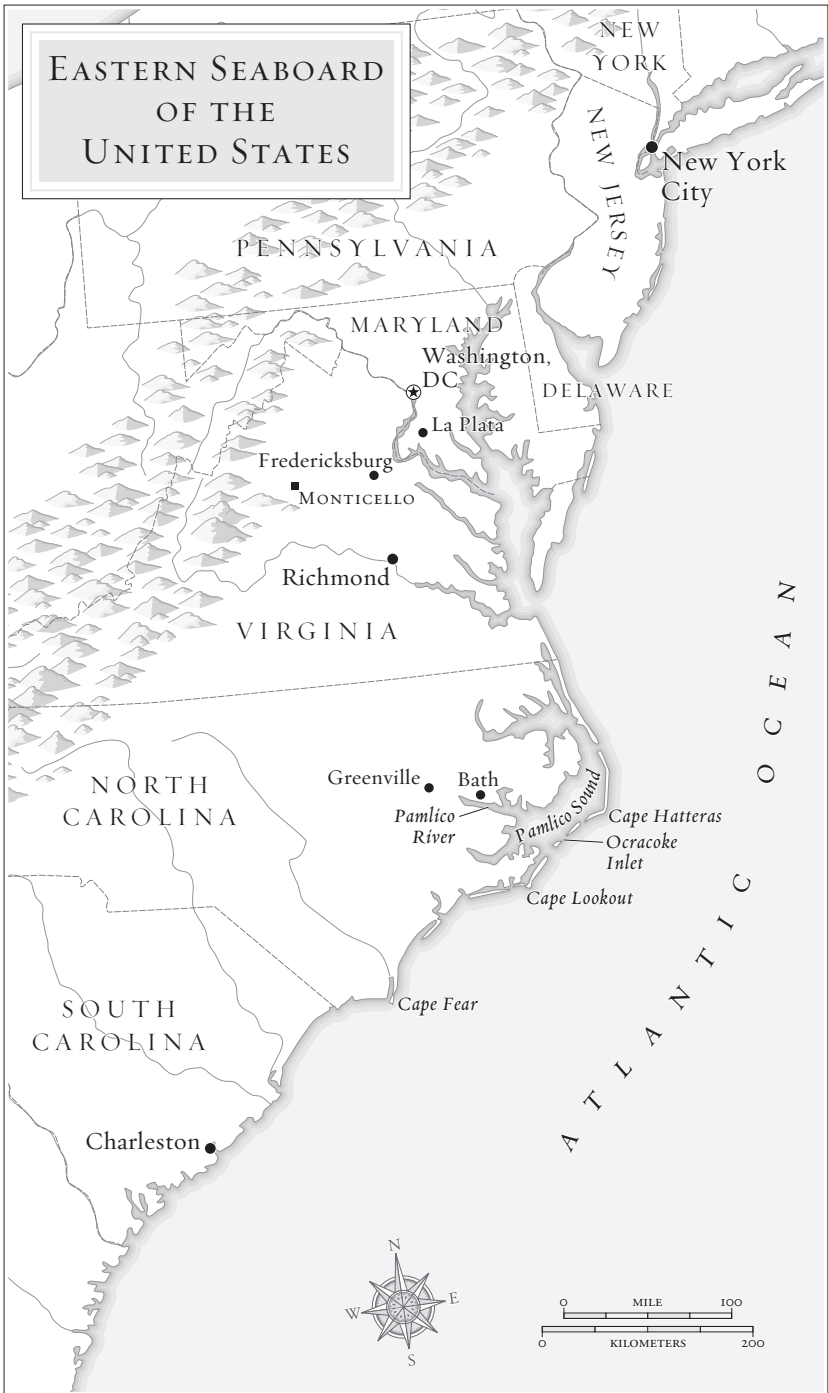 EASTERN SEABOARD
OF THE
UNITED STATES
NEW
YORK
NEW JERSEY
New York
City
PENNSYLVANIA
MARYLAND
Washington,
DC
DELAWARE
La Plata
Fredericksburg
MONTICELLO
Richmond
VIRGINIA
NORTH
CAROLINA
Greenville
Bath
Pamlico
River
Pamlico Sound
Cape Hatteras
Ocracoke
Inlet
Cape Lookout
SOUTH
CAROLINA
Cape Fear
ATLANTIC OCEAN
Charleston
N
W
E
S
0 MILE 100
0 KILOMETERS 200